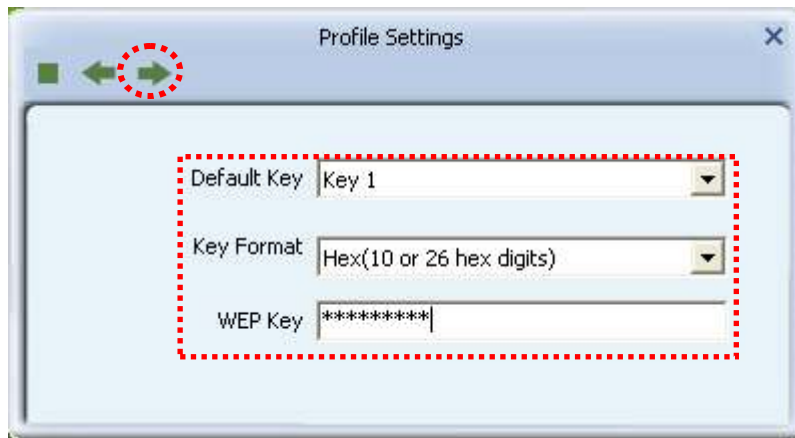 Profile Settings
Default Key Key 1
Key Format Hex(10 or 26 hex digits)
WEP Key *********